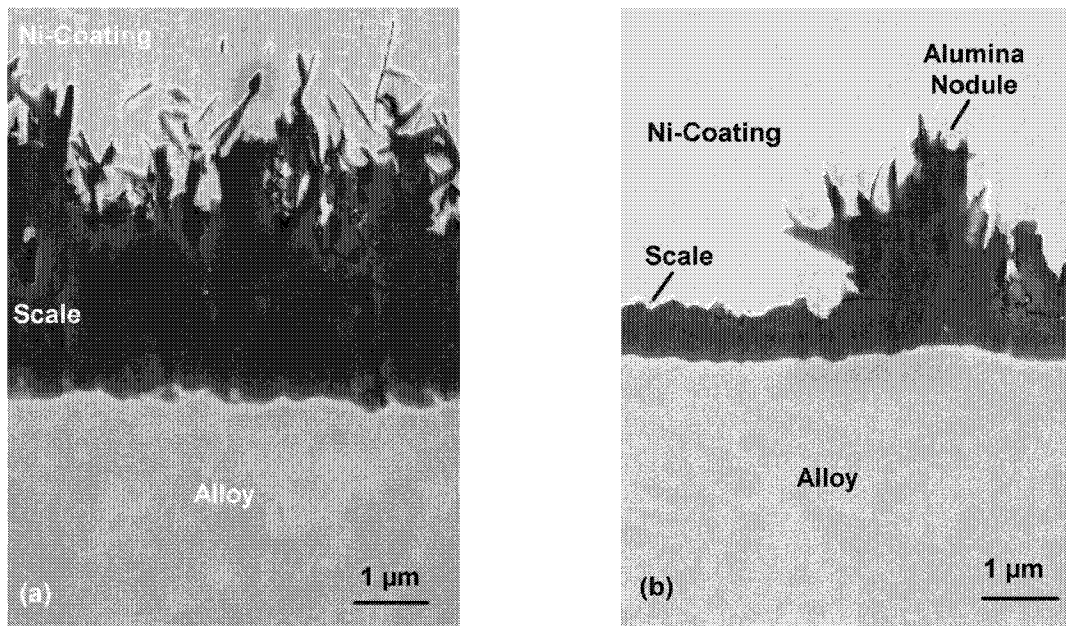 Ni-Coating
Scale
Alloy
1 μm
(a)
Alumina
Nodule
Ni-Coating
Scale
Alloy
1 μm
(b)